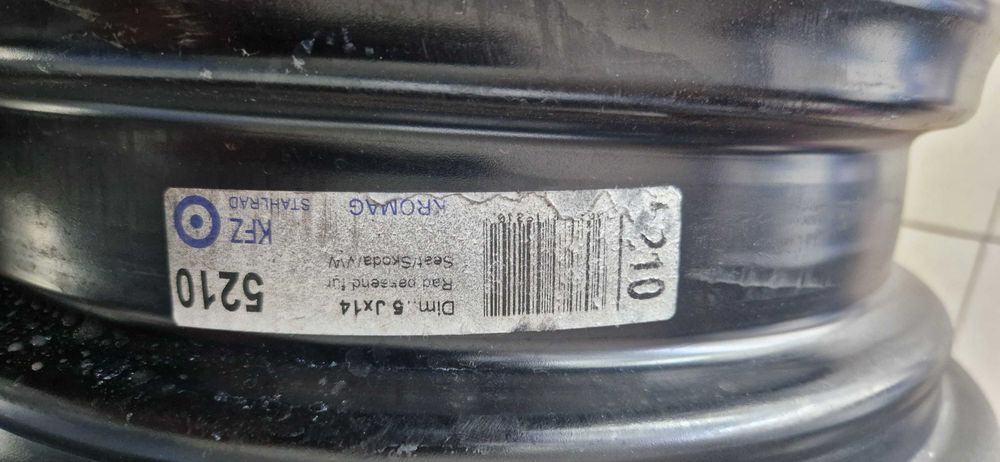 5210
Dim..5 Jx14
Rad passend für
Seat/Skoda/VW
KROMAG
5210
KFZ
STAHLRAD